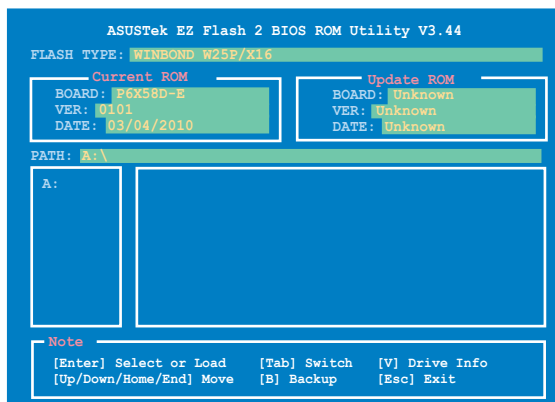 ASUSTek EZ Flash 2 BIOS ROM Utility V3.44
FLASH TYPE: WINBOND W25P/X16
Current ROM
BOARD: P6X58D-E
VER: 0101
DATE: 03/04/2010
Update ROM
BOARD: Unknown
VER: Unknown
DATE: Unknown
PATH: A:\
A:
Note
[Enter] Select or Load [Tab] Switch [V] Drive Info
[Up/Down/Home/End] Move [B] Backup [Esc] Exit